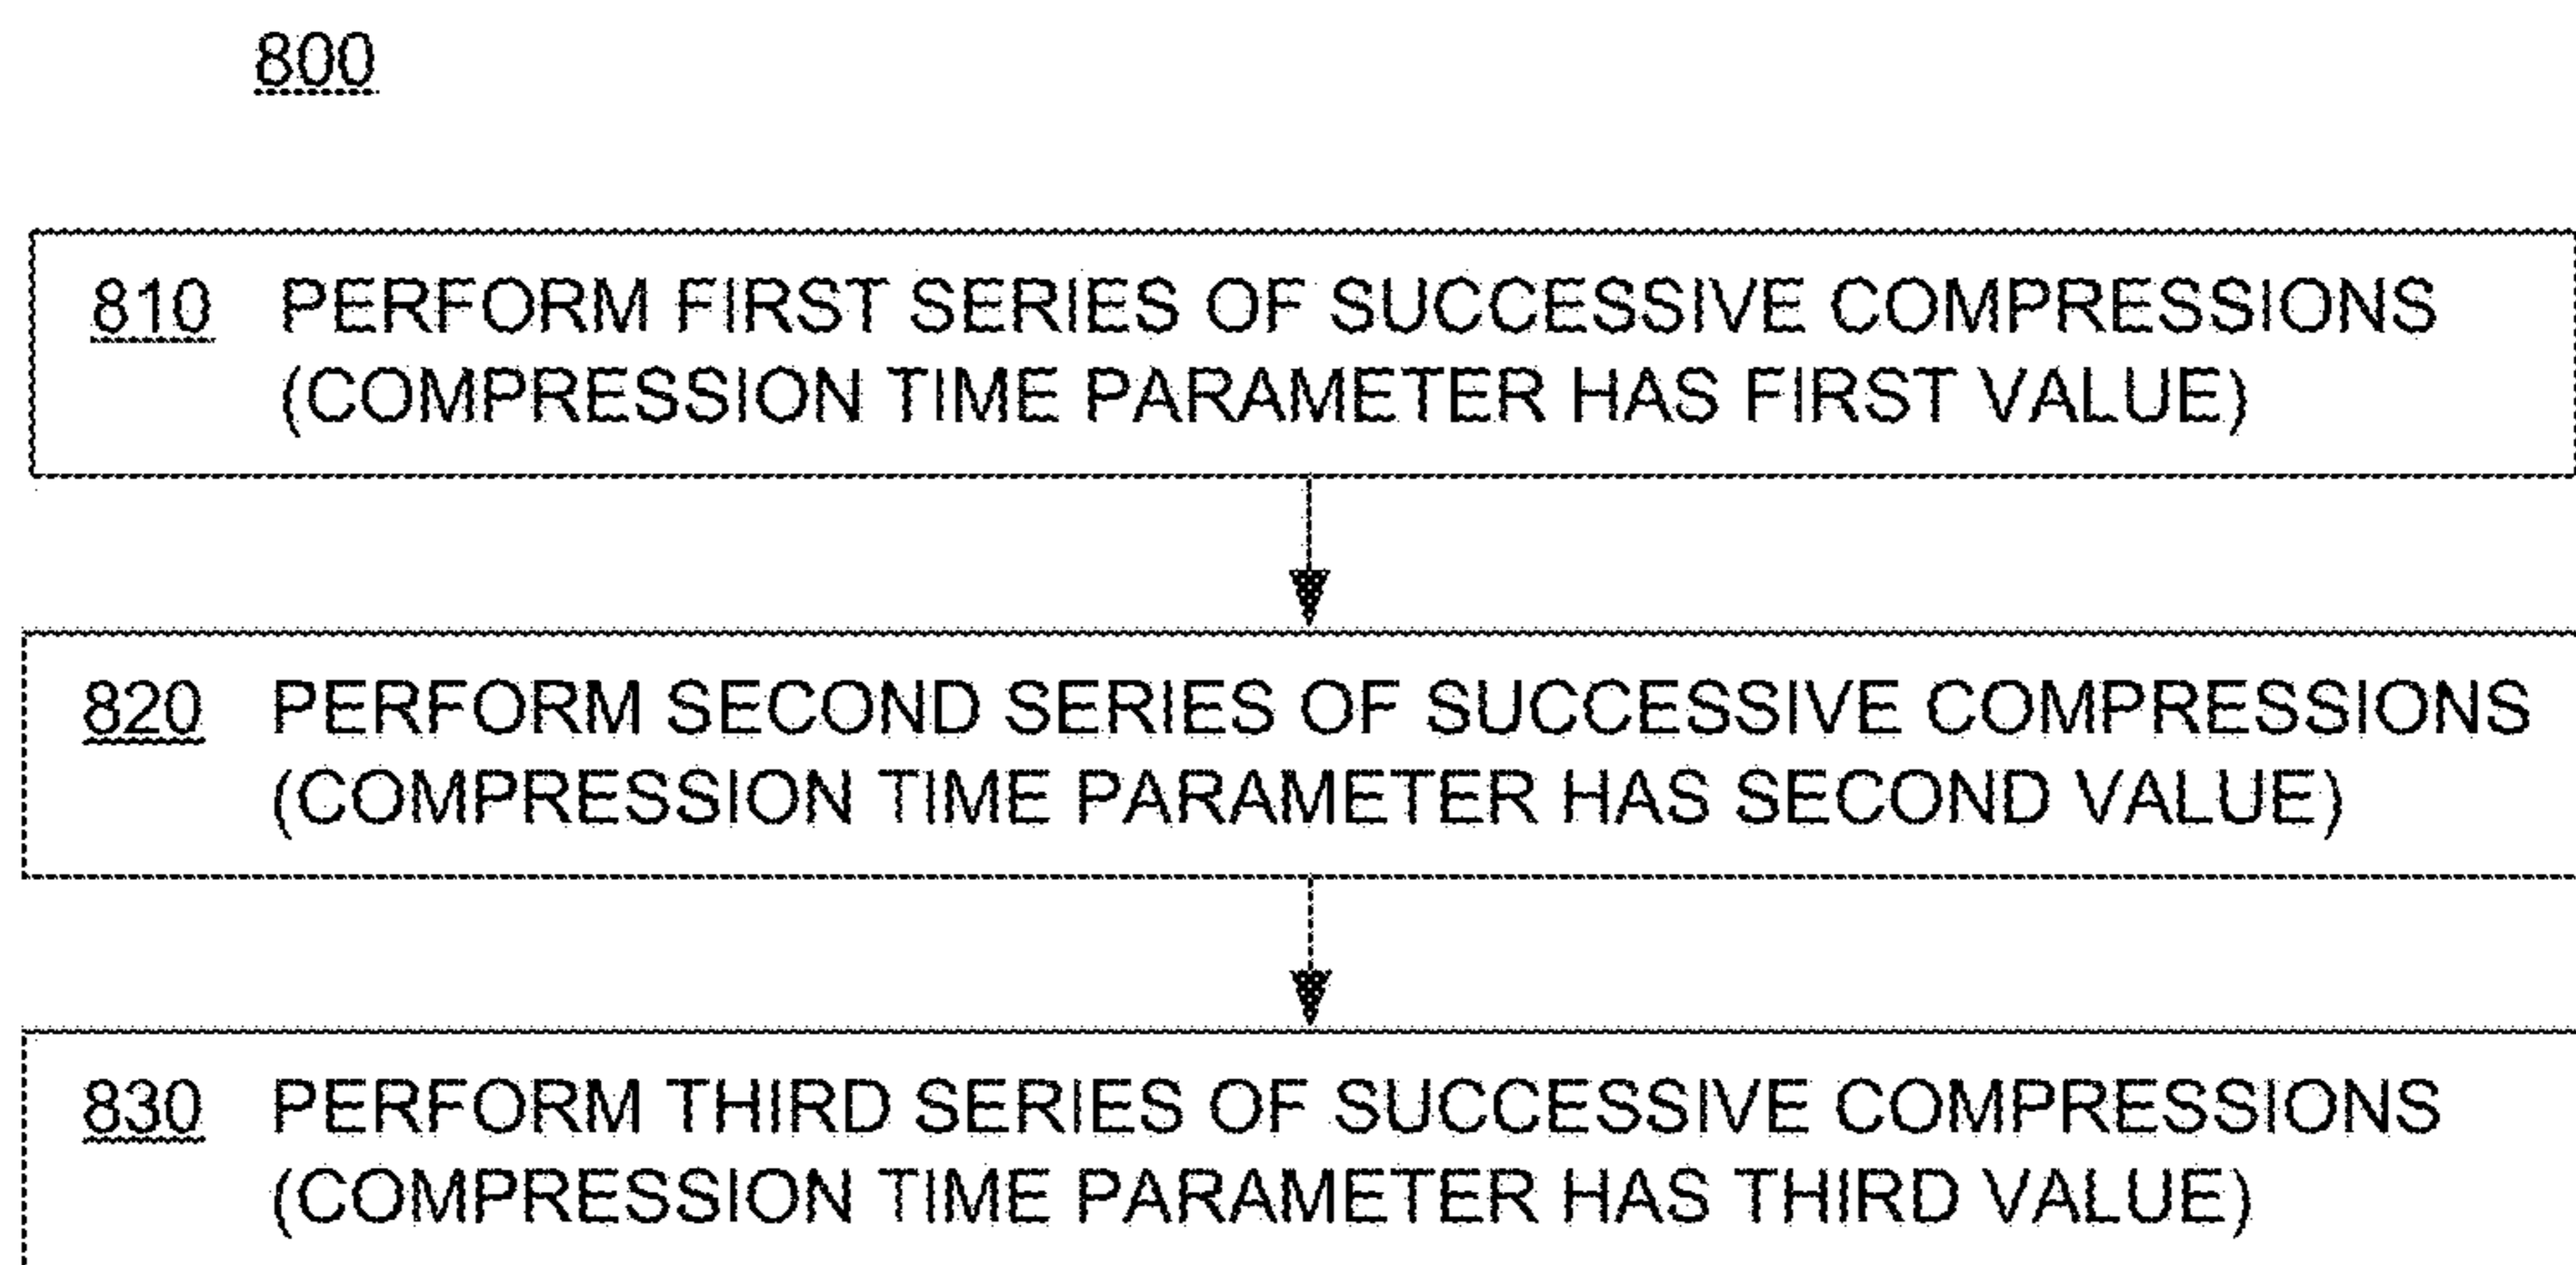 800
810 PERFORM FIRST SERIES OF SUCCESSIVE COMPRESSIONS
(COMPRESSION TIME PARAMETER HAS FIRST VALUE)
820 PERFORM SECOND SERIES OF SUCCESSIVE COMPRESSIONS
(COMPRESSION TIME PARAMETER HAS SECOND VALUE)
830 PERFORM THIRD SERIES OF SUCCESSIVE COMPRESSIONS
(COMPRESSION TIME PARAMETER HAS THIRD VALUE)